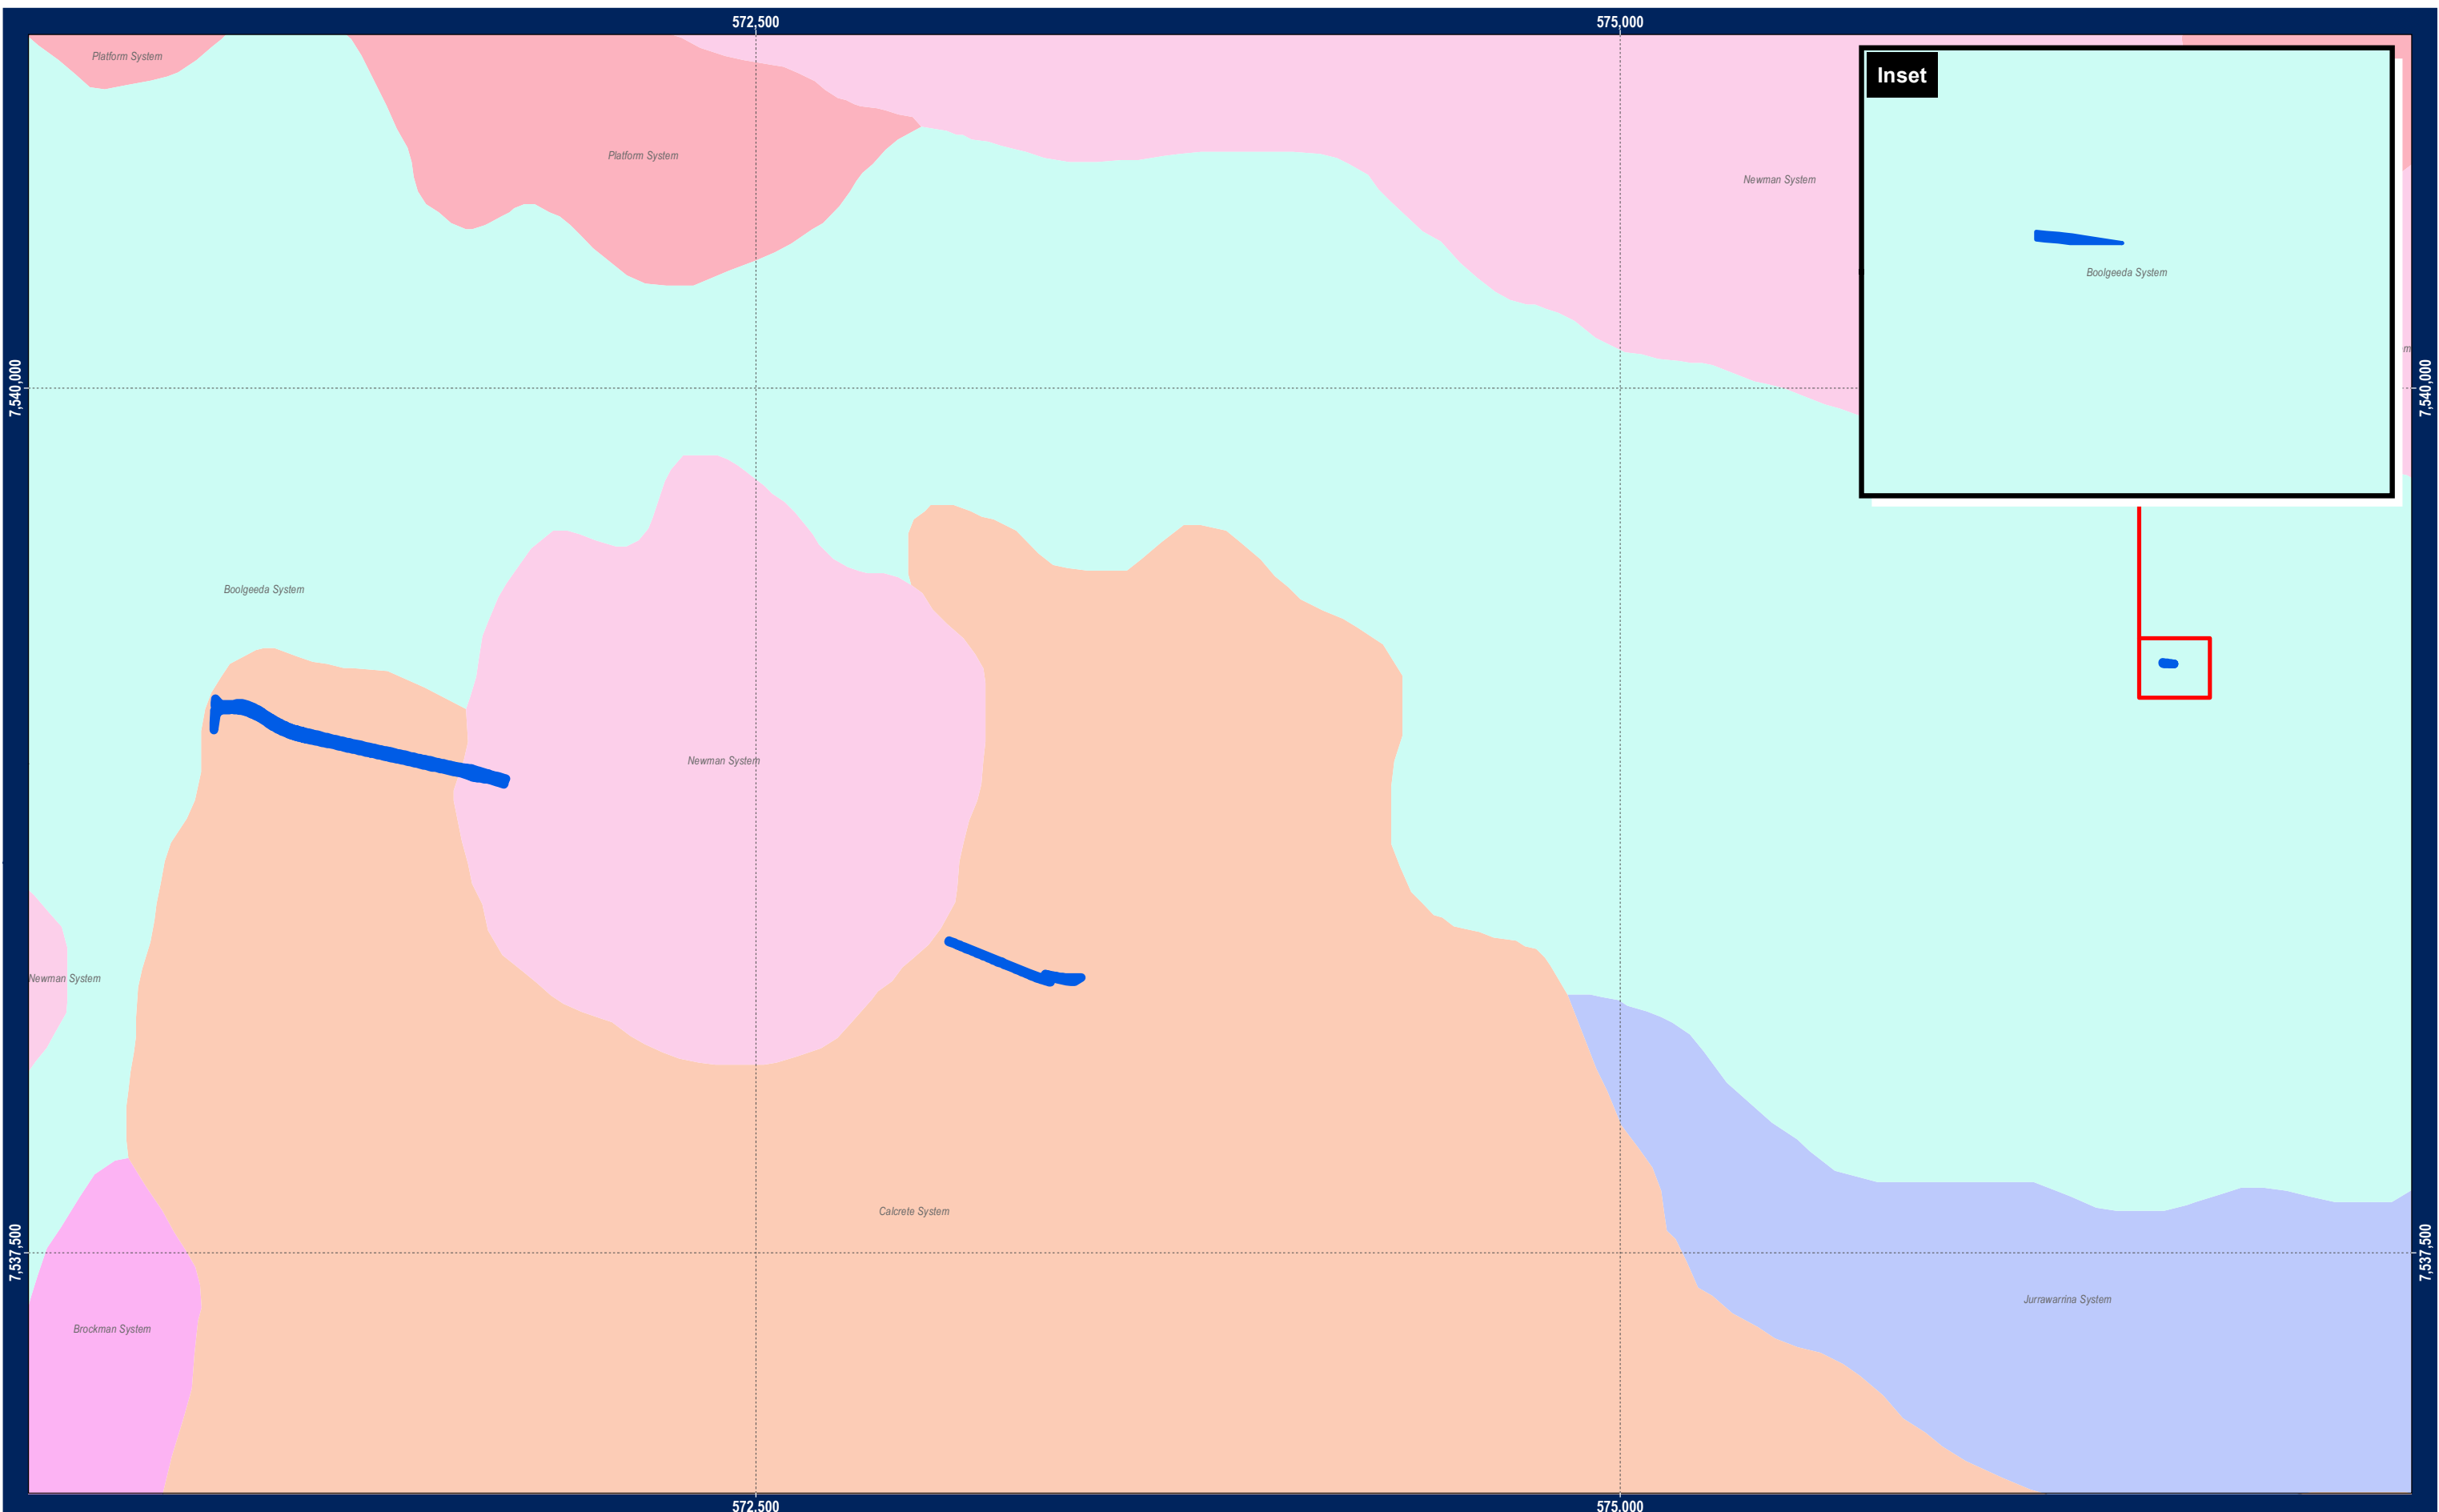 572,500
575,000
Platform System
Inset
Platform System
Newman System
Boolgeeda System
7,540,000
7,540,000
Boolgeeda System
Newman System
Newman System
Calcrete System
7,537,500
7,537,500
Jurrawarrina System
Brockman System
572,500
575,000